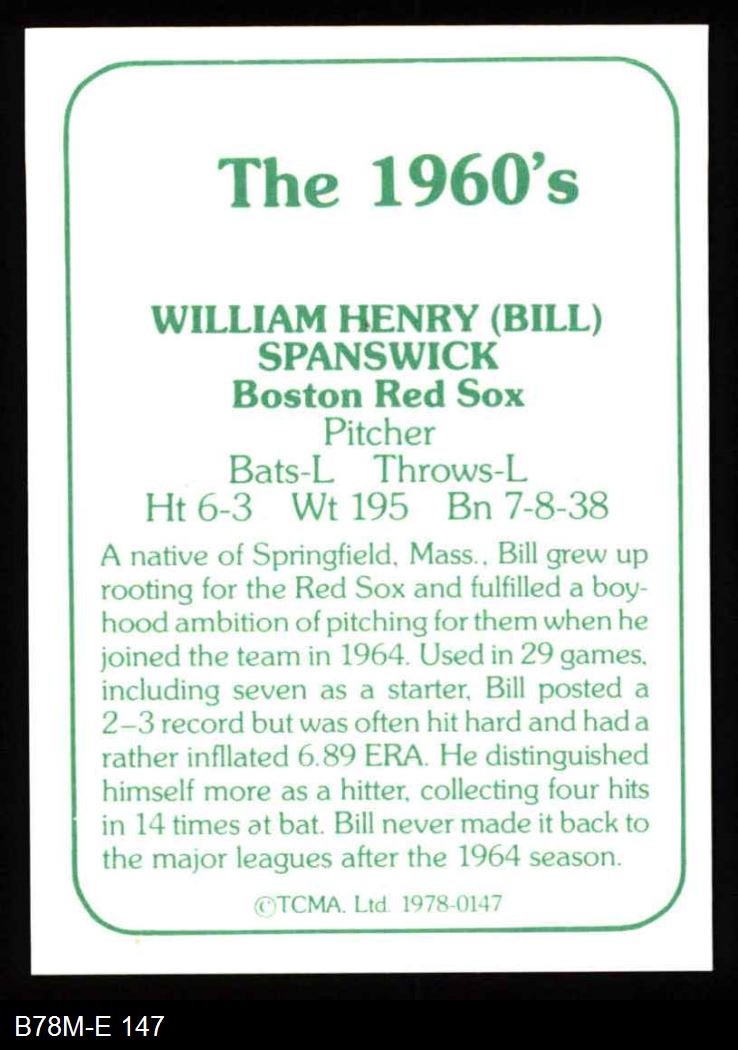 The 1960's
WILLIAM HENRY (BILL)
SPANSWICK
Boston Red Sox
Pitcher
Bats-L Throws-L
Ht 6-3 Wt 195 Bn 7-8-38
A native of Springfield, Mass., Bill grew up
rooting for the Red Sox and fulfilled a boy-
hood ambition of pitching for them when he
joined the team in 1964. Used in 29 games,
including seven as a starter, Bill posted a
2–3 record but was often hit hard and had a
rather infllated 6.89 ERA. He distinguished
himself more as a hitter, collecting four hits
in 14 times at bat. Bill never made it back to
the major leagues after the 1964 season.
©TCMA. Ltd. 1978-0147
B78M-E 147